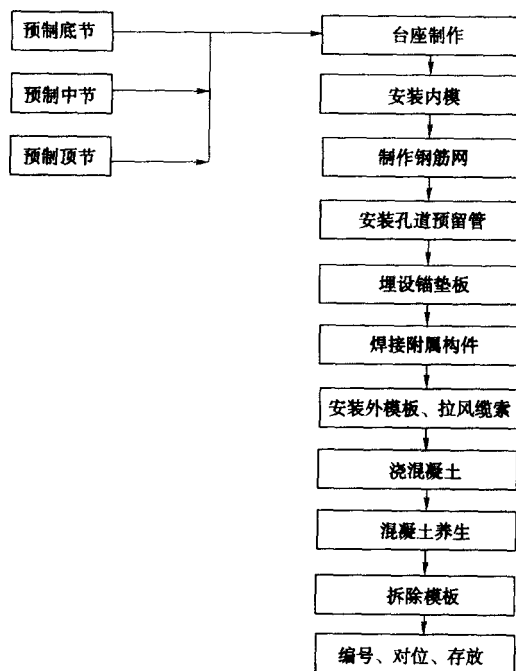 预制底节
预制中节
预制顶节
台座制作
安装内模
制作钢筋网
安装孔道预留管
埋设锚垫板
焊接附属构件
安装外模板、拉风缆索
浇混凝土
混凝土养生
拆除模板
编号、对位、存放